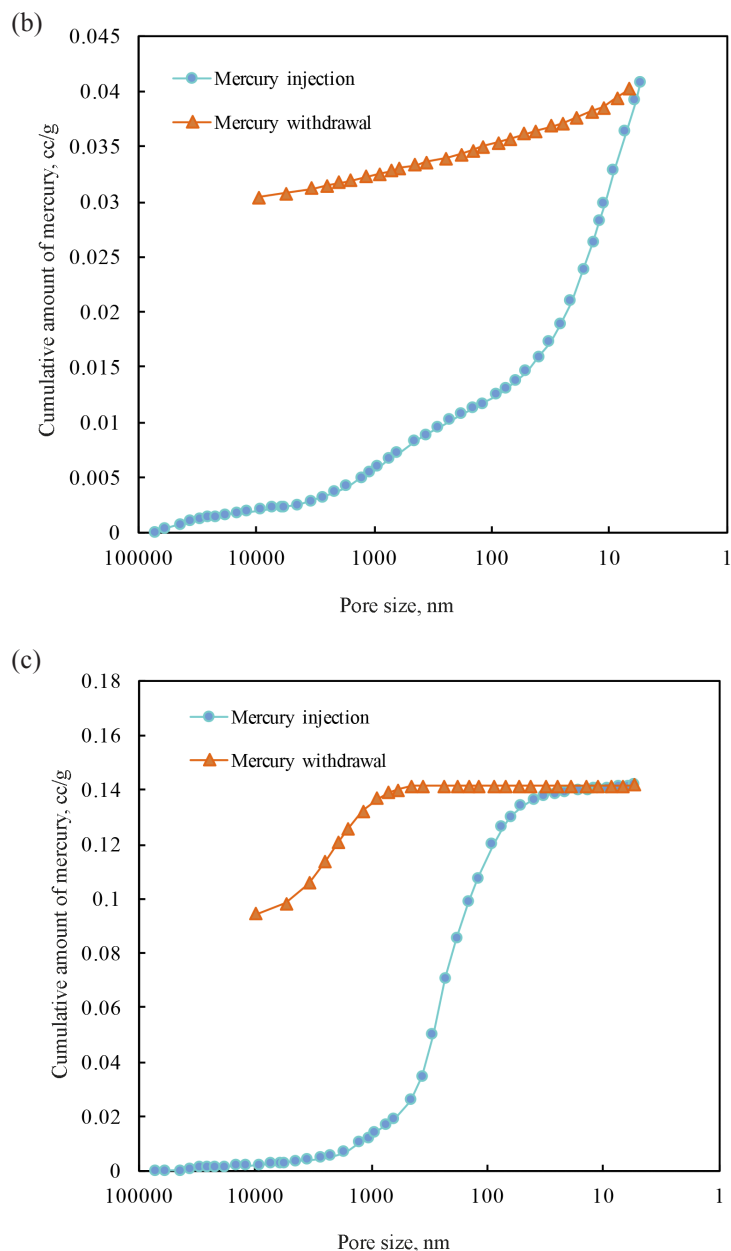 (b)
0.045
0.04
0.035
0.03
0.025
0.02
0.015
0.01
0.005
0
Cumulative amount of mercury, cc/g
Mercury injection
Mercury withdrawal
100000 10000 1000 100 10 1
Pore size, nm
(c)
0.18
0.16
0.14
0.12
0.1
0.08
0.06
0.04
0.02
0
Cumulative amount of mercury, cc/g
Mercury injection
Mercury withdrawal
100000 10000 1000 100 10 1
Pore size, nm